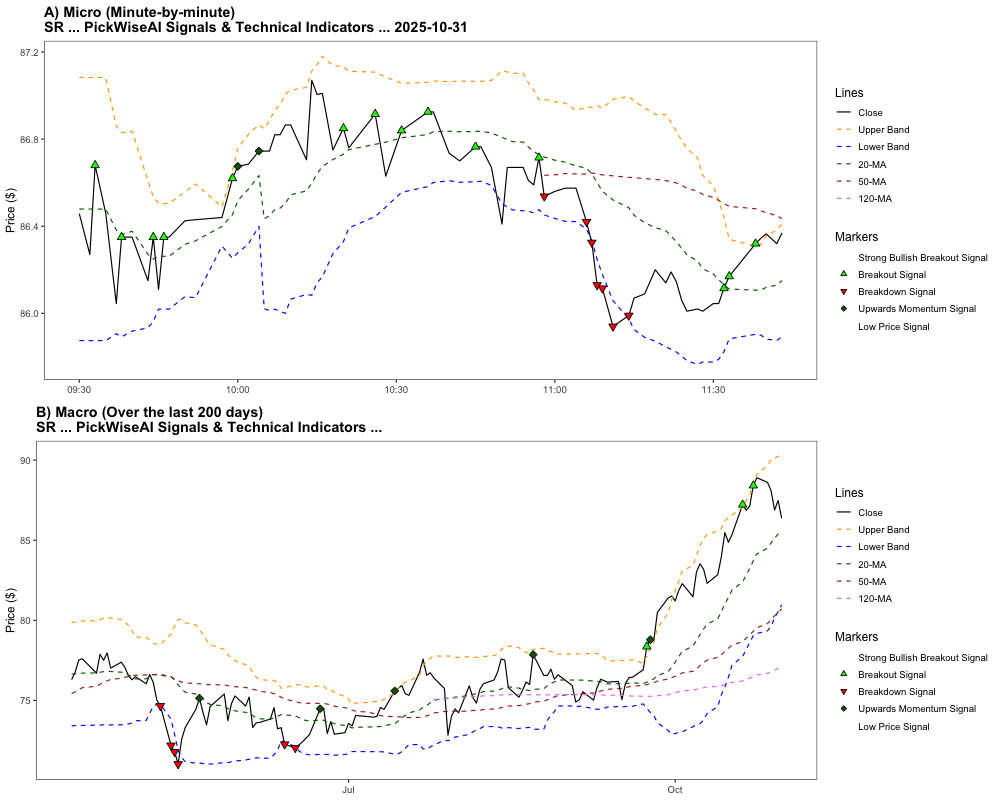 A) Micro (Minute-by-minute)
SR ... PickWiseAI Signals & Technical Indicators ... 2025-10-31
87.2
86.8
86.4
86.0
Price ($)
09:30
10:00
10:30
11:00
11:30
Lines
Close
Upper Band
Lower Band
20-MA
50-MA
120-MA
Markers
Strong Bullish Breakout Signal
Breakout Signal
Breakdown Signal
Upwards Momentum Signal
Low Price Signal
B) Macro (Over the last 200 days)
SR ... PickWiseAI Signals & Technical Indicators ...
90
85
80
75
Price ($)
Jul
Oct
Lines
Close
Upper Band
Lower Band
20-MA
50-MA
120-MA
Markers
Strong Bullish Breakout Signal
Breakout Signal
Breakdown Signal
Upwards Momentum Signal
Low Price Signal